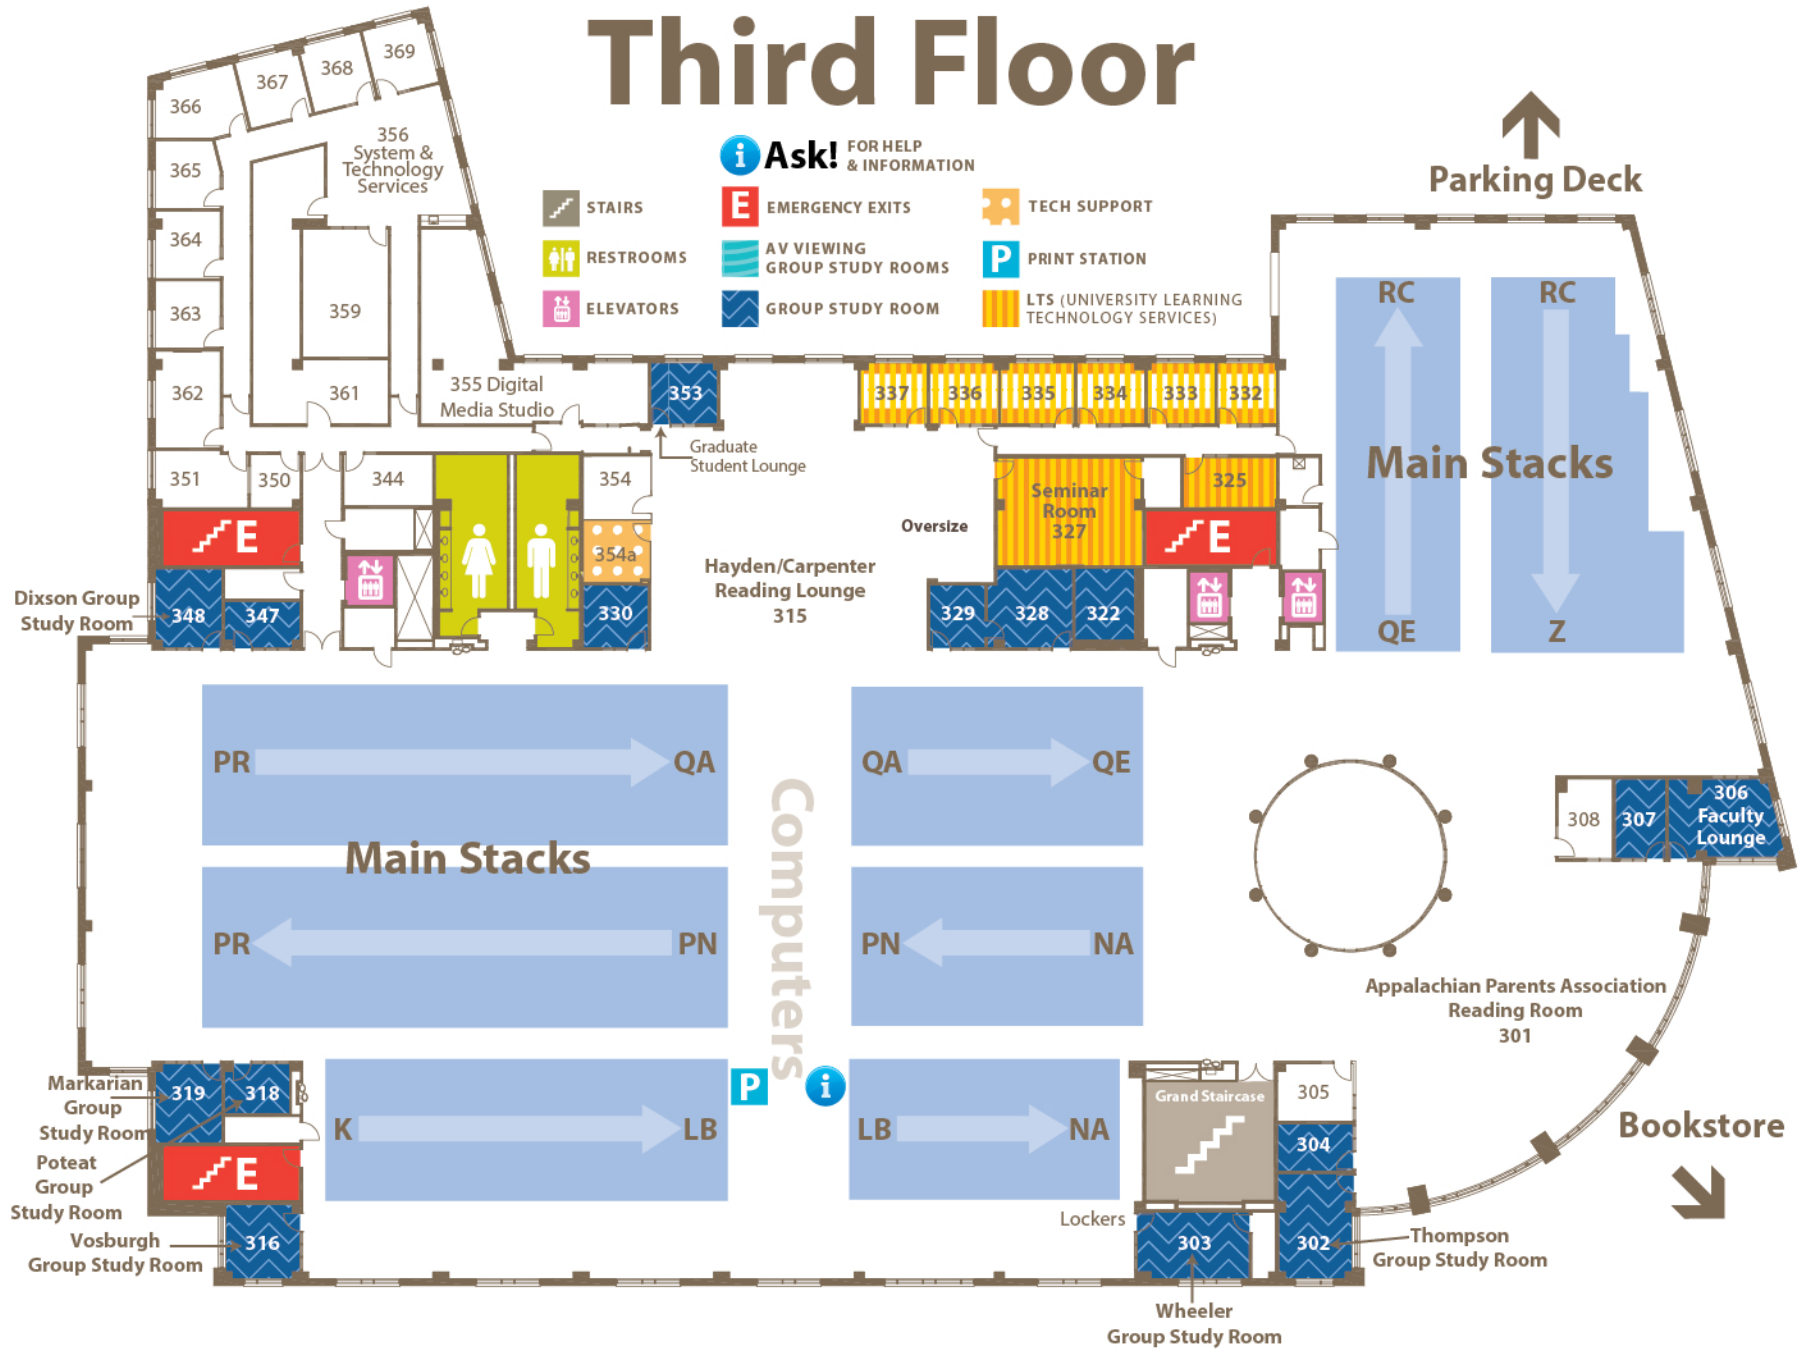 Third Floor
i Ask! FOR HELP
& INFORMATION
STAIRS
E EMERGENCY EXITS
TECH SUPPORT
RESTROOMS
AV VIEWING
GROUP STUDY ROOMS
P PRINT STATION
ELEVATORS
GROUP STUDY ROOM
LTS (UNIVERSITY LEARNING
TECHNOLOGY SERVICES)
Parking Deck
369
368
367
366
356
System &
Technology
Services
365
364
363
359
362
361
355 Digital
Media Studio
353
Graduate
Student Lounge
337
336
335
334
333
332
RC
RC
Main Stacks
QE
Z
351
350
344
354
354a
330
E
Dixson Group
Study Room
348
347
Hayden/Carpenter
Reading Lounge
315
Oversize
Seminar
Room
327
325
E
329
328
322
PR
QA
QA
QE
Main Stacks
Computers
PR
PN
PN
NA
308
307
306
Faculty
Lounge
Appalachian Parents Association
Reading Room
301
Markarian
Group
Study Room
319
318
Poteat
Group
Study Room
E
Vosburgh
Group Study Room
316
K
LB
P
i
LB
NA
Grand Staircase
305
304
Lockers
303
302
Thompson
Group Study Room
Wheeler
Group Study Room
Bookstore